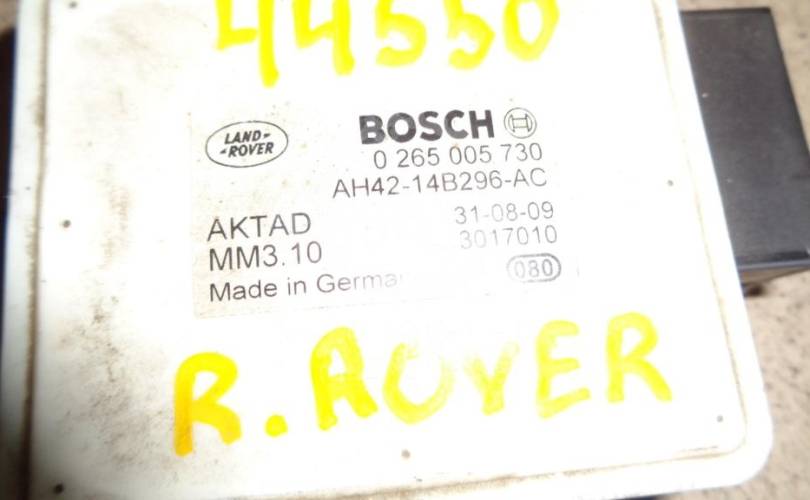 44550
LAND-
-ROVER
BOSCH
0 265 005 730
AH42-14B296-AC
AKTAD
31-08-09
MM3.10
3017010
Made in
080
R. ROVER